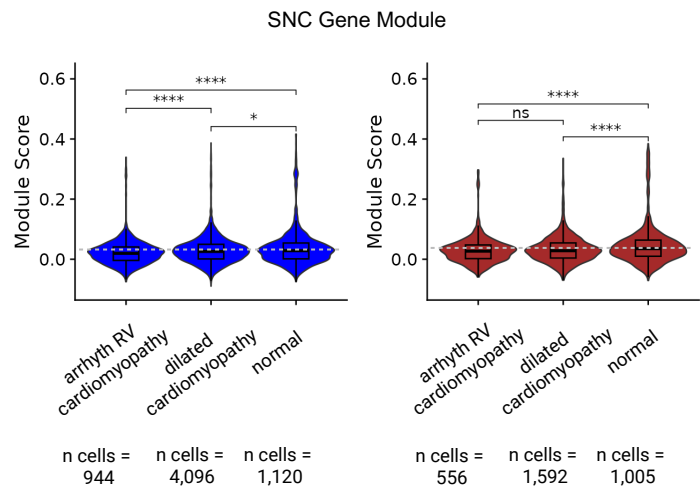 SNC Gene Module
Module Score
0.6
0.4
0.2
0.0
****
****
*
arrhyth RV
cardiomyopathy
dilated
cardiomyopathy
normal
n cells =
944
n cells =
4,096
n cells =
1,120
Module Score
0.6
0.4
0.2
0.0
****
ns
****
arrhyth RV
cardiomyopathy
dilated
cardiomyopathy
normal
n cells =
556
n cells =
1,592
n cells =
1,005